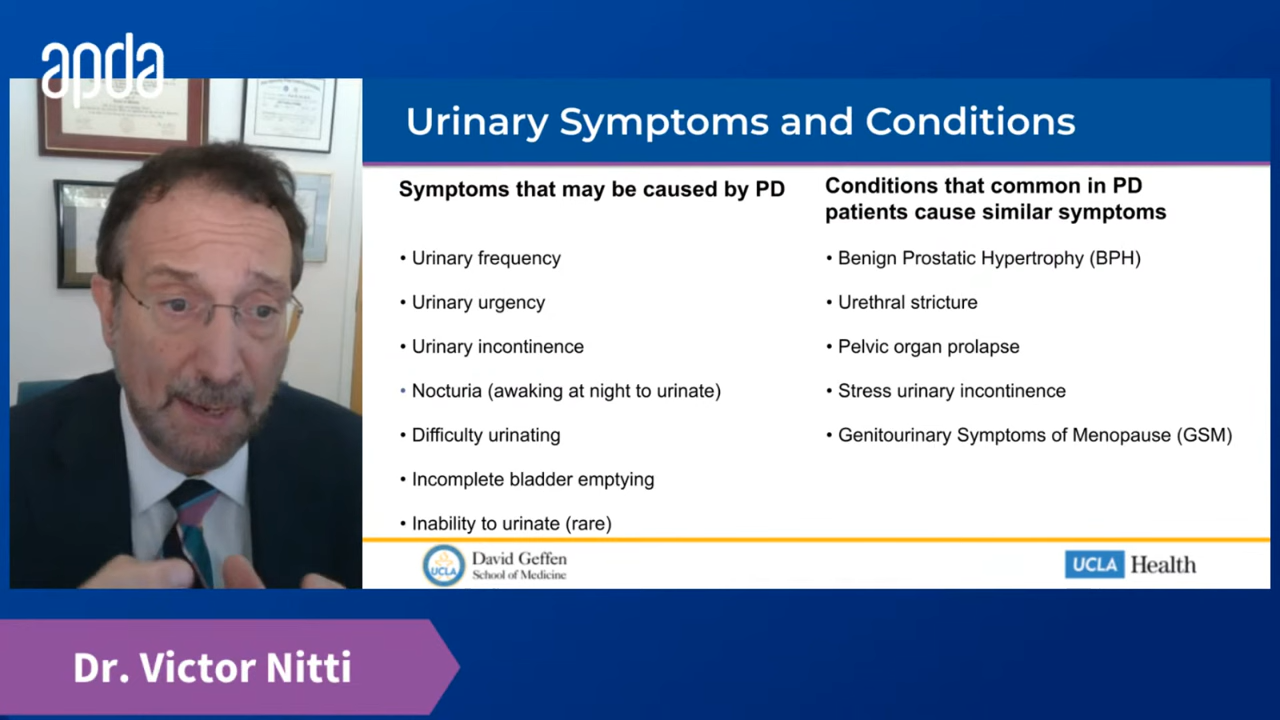 apda
Urinary Symptoms and Conditions
Symptoms that may be caused by PD
• Urinary frequency
• Urinary urgency
• Urinary incontinence
• Nocturia (awaking at night to urinate)
• Difficulty urinating
• Incomplete bladder emptying
• Inability to urinate (rare)
Conditions that common in PD
patients cause similar symptoms
• Benign Prostatic Hypertrophy (BPH)
• Urethral stricture
• Pelvic organ prolapse
• Stress urinary incontinence
• Genitourinary Symptoms of Menopause (GSM)
UCLA
David Geffen
School of Medicine
UCLA Health
Dr. Victor Nitti